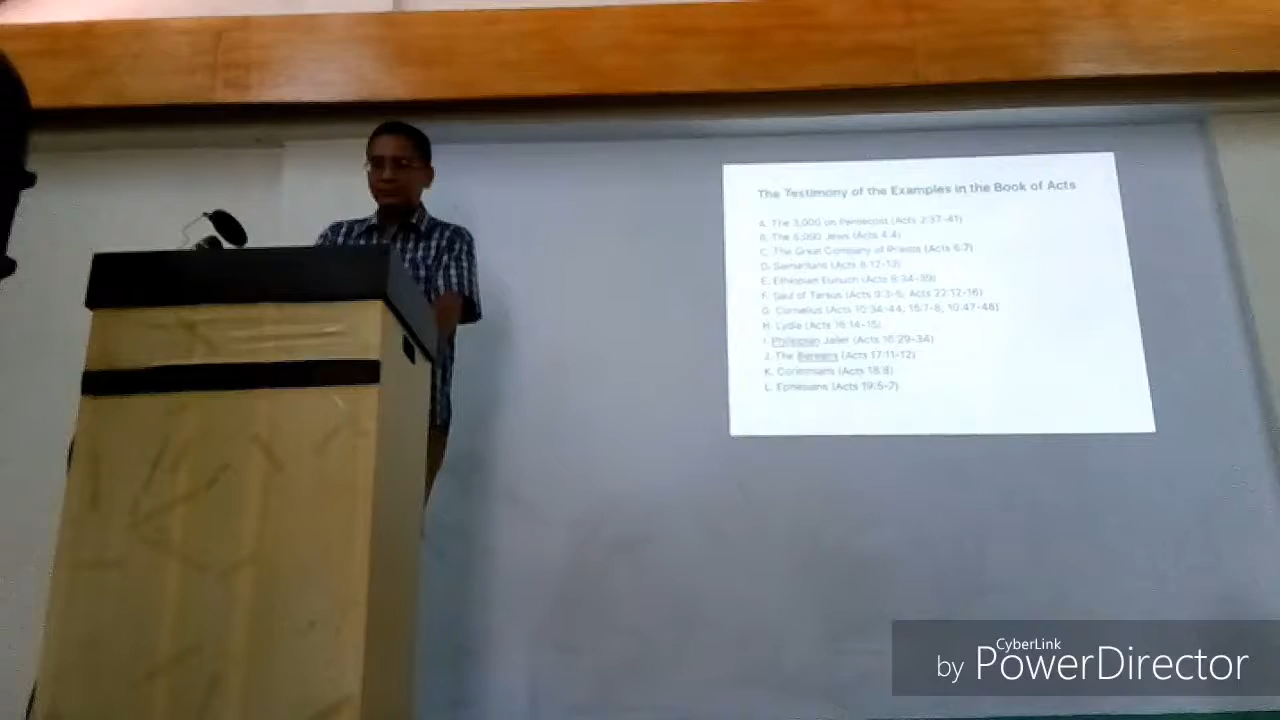 The Testimony of the Examples in the Book of Acts
A. The 3,000 on Pentecost (Acts 2:37-41)
B. The 5,000 Jews (Acts 4:4)
C. The Great Company of Priests (Acts 6:7)
D. Samaritans (Acts 8:12-13)
E. Ethiopian Eunuch (Acts 8:34-39)
F. Saul of Tarsus (Acts 9:3-6; Acts 22:12-16)
G. Cornelius (Acts 10:34-44; 15:7-8; 10:47-48)
H. Lydia (Acts 16:14-15)
I. Philippian Jailer (Acts 16:29-34)
J. The Bereans (Acts 17:11-12)
K. Corinthians (Acts 18:8)
L. Ephesians (Acts 19:5-7)
CyberLink
by PowerDirector